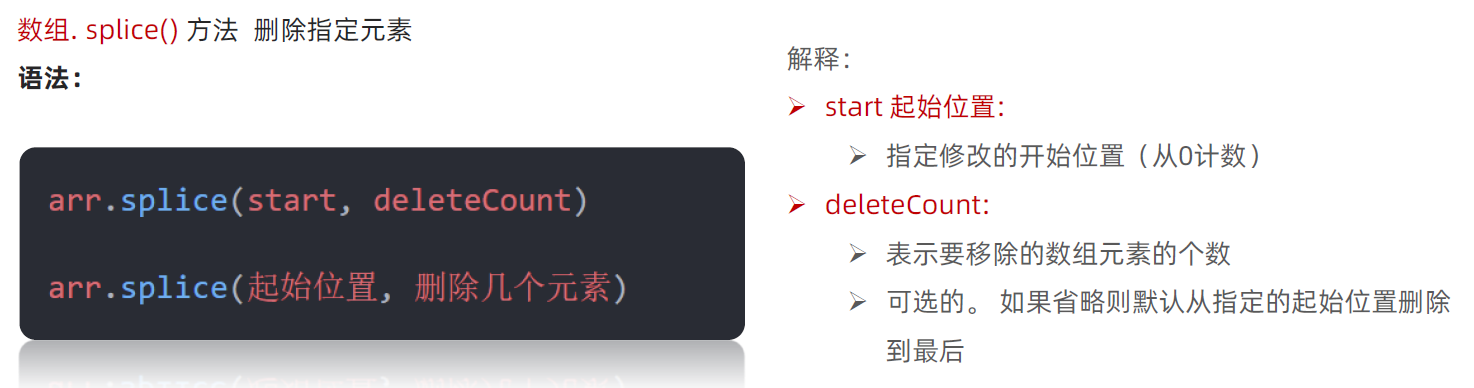 数组. splice() 方法 删除指定元素
语法：
arr.splice(start, deleteCount)
arr.splice(起始位置, 删除几个元素)
解释：
start 起始位置:
指定修改的开始位置（从0计数）
deleteCount:
表示要移除的数组元素的个数
可选的。 如果省略则默认从指定的起始位置删除
到最后